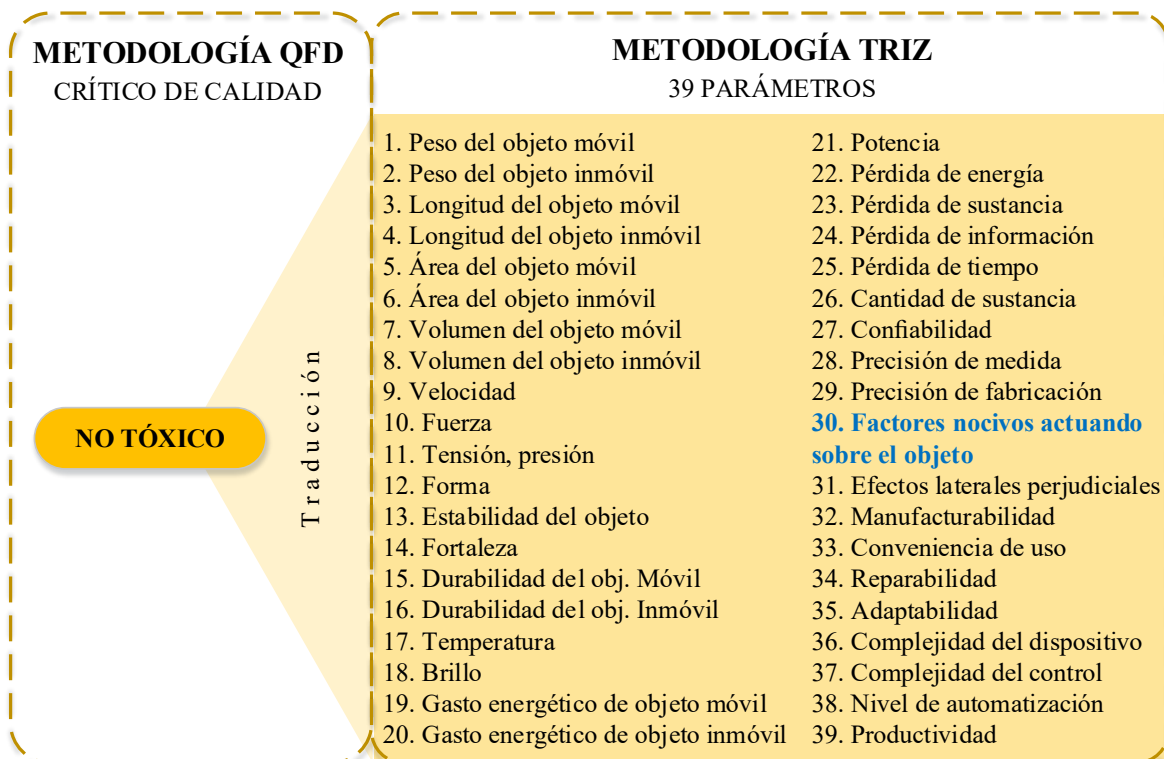 METODOLOGÍA QFD
CRÍTICO DE CALIDAD
NO TÓXICO
Traducción
METODOLOGÍA TRIZ
39 PARÁMETROS
1. Peso del objeto móvil
2. Peso del objeto inmóvil
3. Longitud del objeto móvil
4. Longitud del objeto inmóvil
5. Área del objeto móvil
6. Área del objeto inmóvil
7. Volumen del objeto móvil
8. Volumen del objeto inmóvil
9. Velocidad
10. Fuerza
11. Tensión, presión
12. Forma
13. Estabilidad del objeto
14. Fortaleza
15. Durabilidad del obj. Móvil
16. Durabilidad del obj. Inmóvil
17. Temperatura
18. Brillo
19. Gasto energético de objeto móvil
20. Gasto energético de objeto inmóvil
21. Potencia
22. Pérdida de energía
23. Pérdida de sustancia
24. Pérdida de información
25. Pérdida de tiempo
26. Cantidad de sustancia
27. Confiabilidad
28. Precisión de medida
29. Precisión de fabricación
30. Factores nocivos actuando
sobre el objeto
31. Efectos laterales perjudiciales
32. Manufacturabilidad
33. Conveniencia de uso
34. Reparabilidad
35. Adaptabilidad
36. Complejidad del dispositivo
37. Complejidad del control
38. Nivel de automatización
39. Productividad